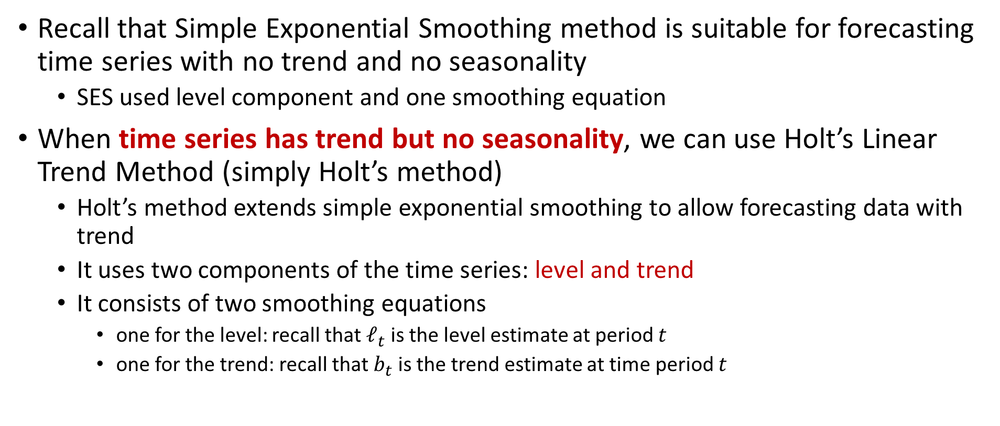 • Recall that Simple Exponential Smoothing method is suitable for forecasting
time series with no trend and no seasonality
• SES used level component and one smoothing equation
• When time series has trend but no seasonality, we can use Holt’s Linear
Trend Method (simply Holt’s method)
• Holt’s method extends simple exponential smoothing to allow forecasting data with
trend
• It uses two components of the time series: level and trend
• It consists of two smoothing equations
• one for the level: recall that ℓₜ is the level estimate at period t
• one for the trend: recall that bₜ is the trend estimate at time period t